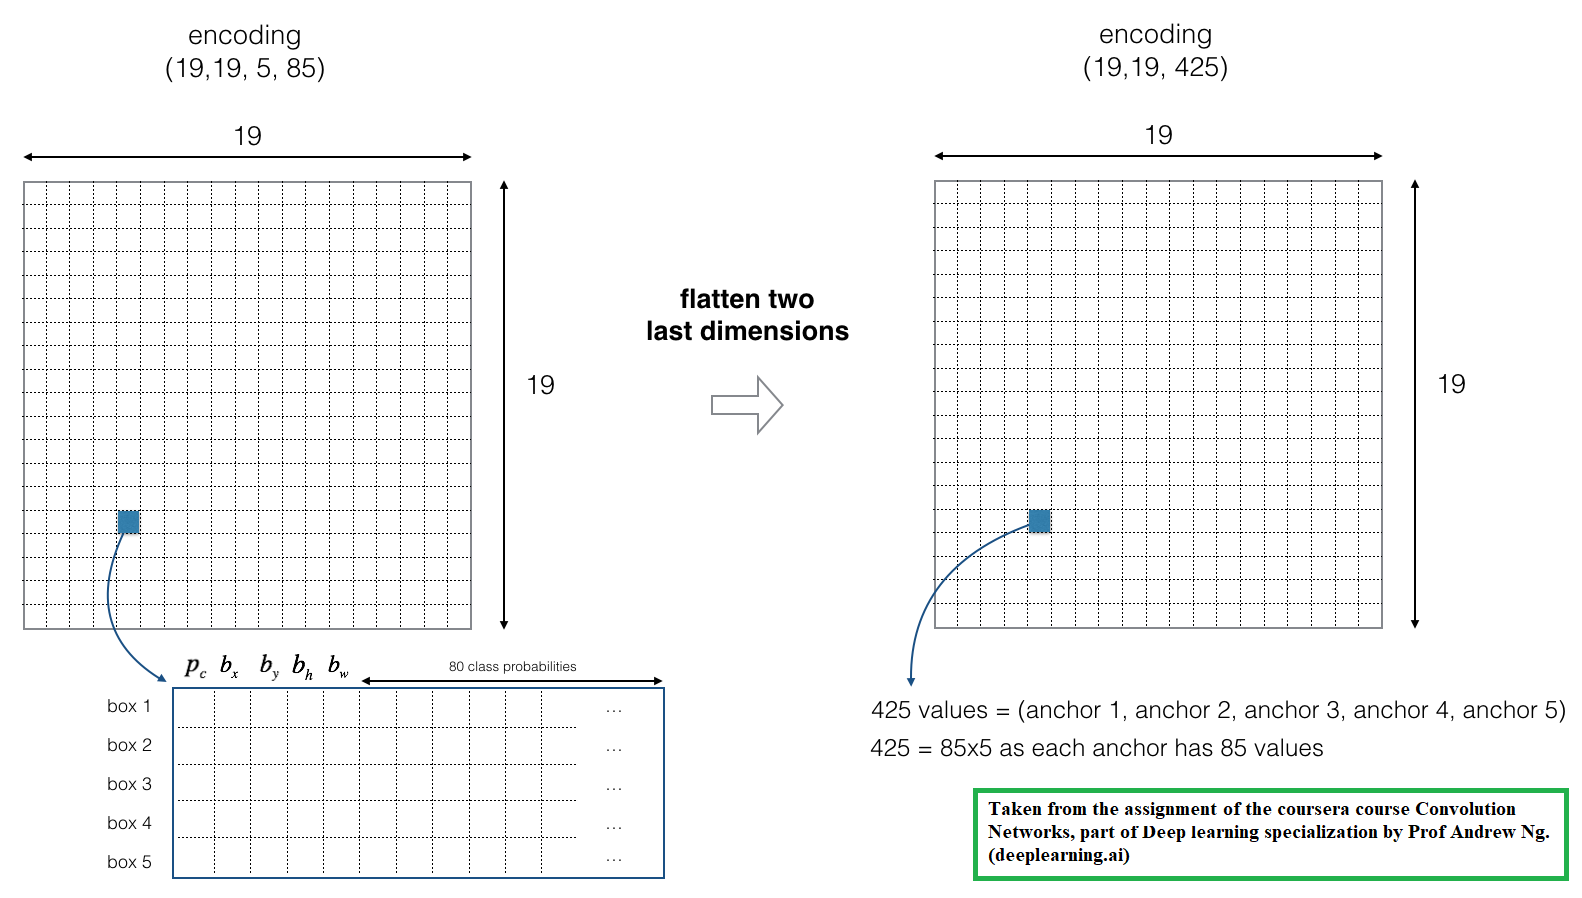 encoding
(19,19, 5, 85)
19
19
flatten two
last dimensions
encoding
(19,19, 425)
19
19
p_c b_x b_y b_h b_w 80 class probabilities
box 1 ...
box 2 ...
box 3 ...
box 4 ...
box 5 ...
425 values = (anchor 1, anchor 2, anchor 3, anchor 4, anchor 5)
425 = 85x5 as each anchor has 85 values
Taken from the assignment of the coursera course Convolution
Networks, part of Deep learning specialization by Prof Andrew Ng.
(deeplearning.ai)